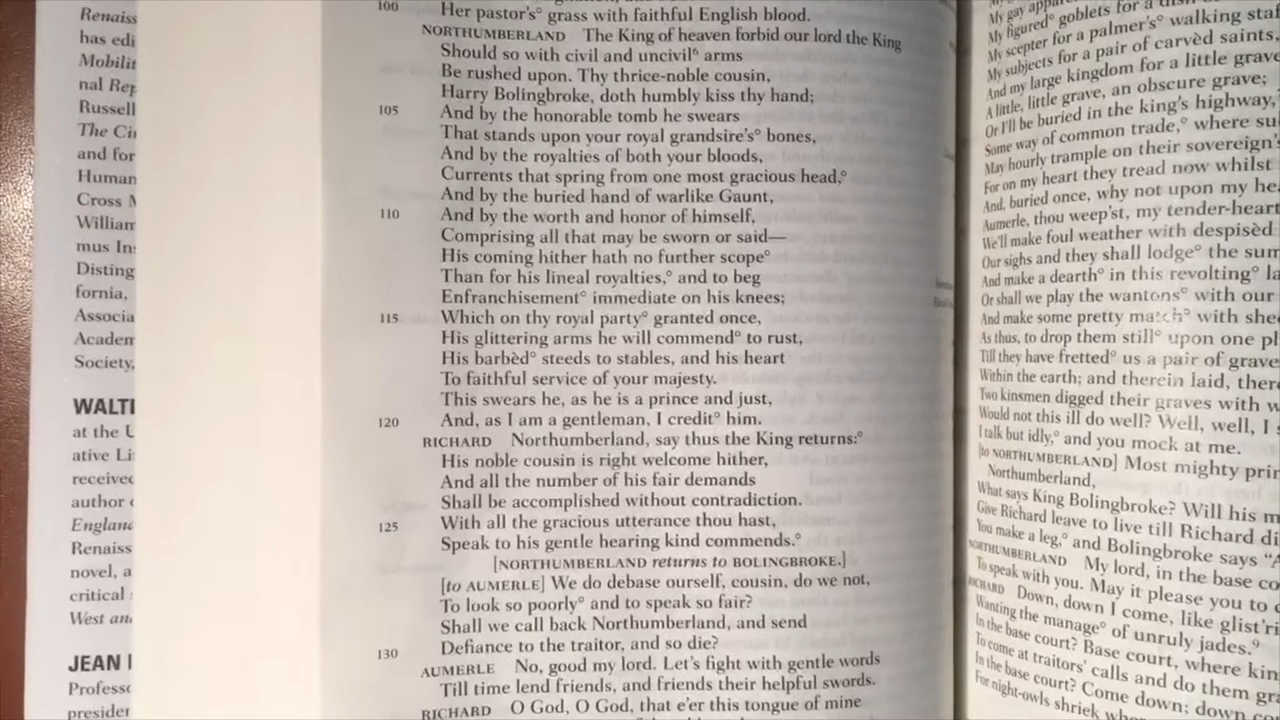 Renaiss
has edi
Mobilit
nal Rep
Russell
The Ci
and for
Human
Cross
William
mus In
Disting
fornia,
Associa
Academ
Society,
WALT
at the U
ative Li
received
author
England
Renaiss
novel, a
critical
West an
JEAN
Profess
presiden
100 Her pastor's° grass with faithful English blood.
NORTHUMBERLAND The King of heaven forbid our lord the King
Should so with civil and uncivil⁶ arms
Be rushed upon. Thy thrice-noble cousin,
Harry Bolingbroke, doth humbly kiss thy hand;
105 And by the honorable tomb he swears
That stands upon your royal grandsire's° bones,
And by the royalties of both your bloods,
Currents that spring from one most gracious head,°
And by the buried hand of warlike Gaunt,
110 And by the worth and honor of himself,
Comprising all that may be sworn or said—
His coming hither hath no further scope°
Than for his lineal royalties,° and to beg
Enfranchisement° immediate on his knees;
115 Which on thy royal party° granted once,
His glittering arms he will commend° to rust,
His barbèd° steeds to stables, and his heart
To faithful service of your majesty.
This swears he, as he is a prince and just,
120 And, as I am a gentleman, I credit° him.
RICHARD Northumberland, say thus the King returns:°
His noble cousin is right welcome hither,
And all the number of his fair demands
Shall be accomplished without contradiction.
125 With all the gracious utterance thou hast,
Speak to his gentle hearing kind commends.°
[NORTHUMBERLAND returns to BOLINGBROKE.]
[to AUMERLE] We do debase ourself, cousin, do we not,
To look so poorly° and to speak so fair?
Shall we call back Northumberland, and send
130 Defiance to the traitor, and so die?
AUMERLE No, good my lord. Let's fight with gentle words
Till time lend friends, and friends their helpful swords.
RICHARD O God, O God, that e'er this tongue of mine
My gay
My figured° goblets for a
My scepter for a palmer's° walking sta
My subjects for a pair of carvèd saints,
And my large kingdom for a little grave
A little, little grave, an obscure grave;
Or I'll be buried in the king's highway,
Some way of common trade,° where su
May hourly trample on their sovereign's
For on my heart they tread now whilst
And, buried once, why not upon my he
Aumerle, thou weep'st, my tender-heart
We'll make foul weather with despisèd
Our sighs and they shall lodge° the sum
And make a dearth° in this revolting° la
Or shall we play the wantons° with our
And make some pretty match° with she
As thus, to drop them still° upon one pl
Till they have fretted° us a pair of grave
Within the earth; and therein laid, there
Two kinsmen digged their graves with w
Would not this ill do well? Well, well, I s
I talk but idly,° and you mock at me.
[to NORTHUMBERLAND] Most mighty prin
Northumberland,
What says King Bolingbroke? Will his m
Give Richard leave to live till Richard di
You make a leg,° and Bolingbroke says "A
NORTHUMBERLAND My lord, in the base co
To speak with you. May it please you to
RICHARD Down, down I come, like glist'ri
Wanting the manage° of unruly jades.⁹
In the base court? Base court, where kin
To come at traitors' calls and do them gr
In the base court? Come down; down co
For night-owls shriek